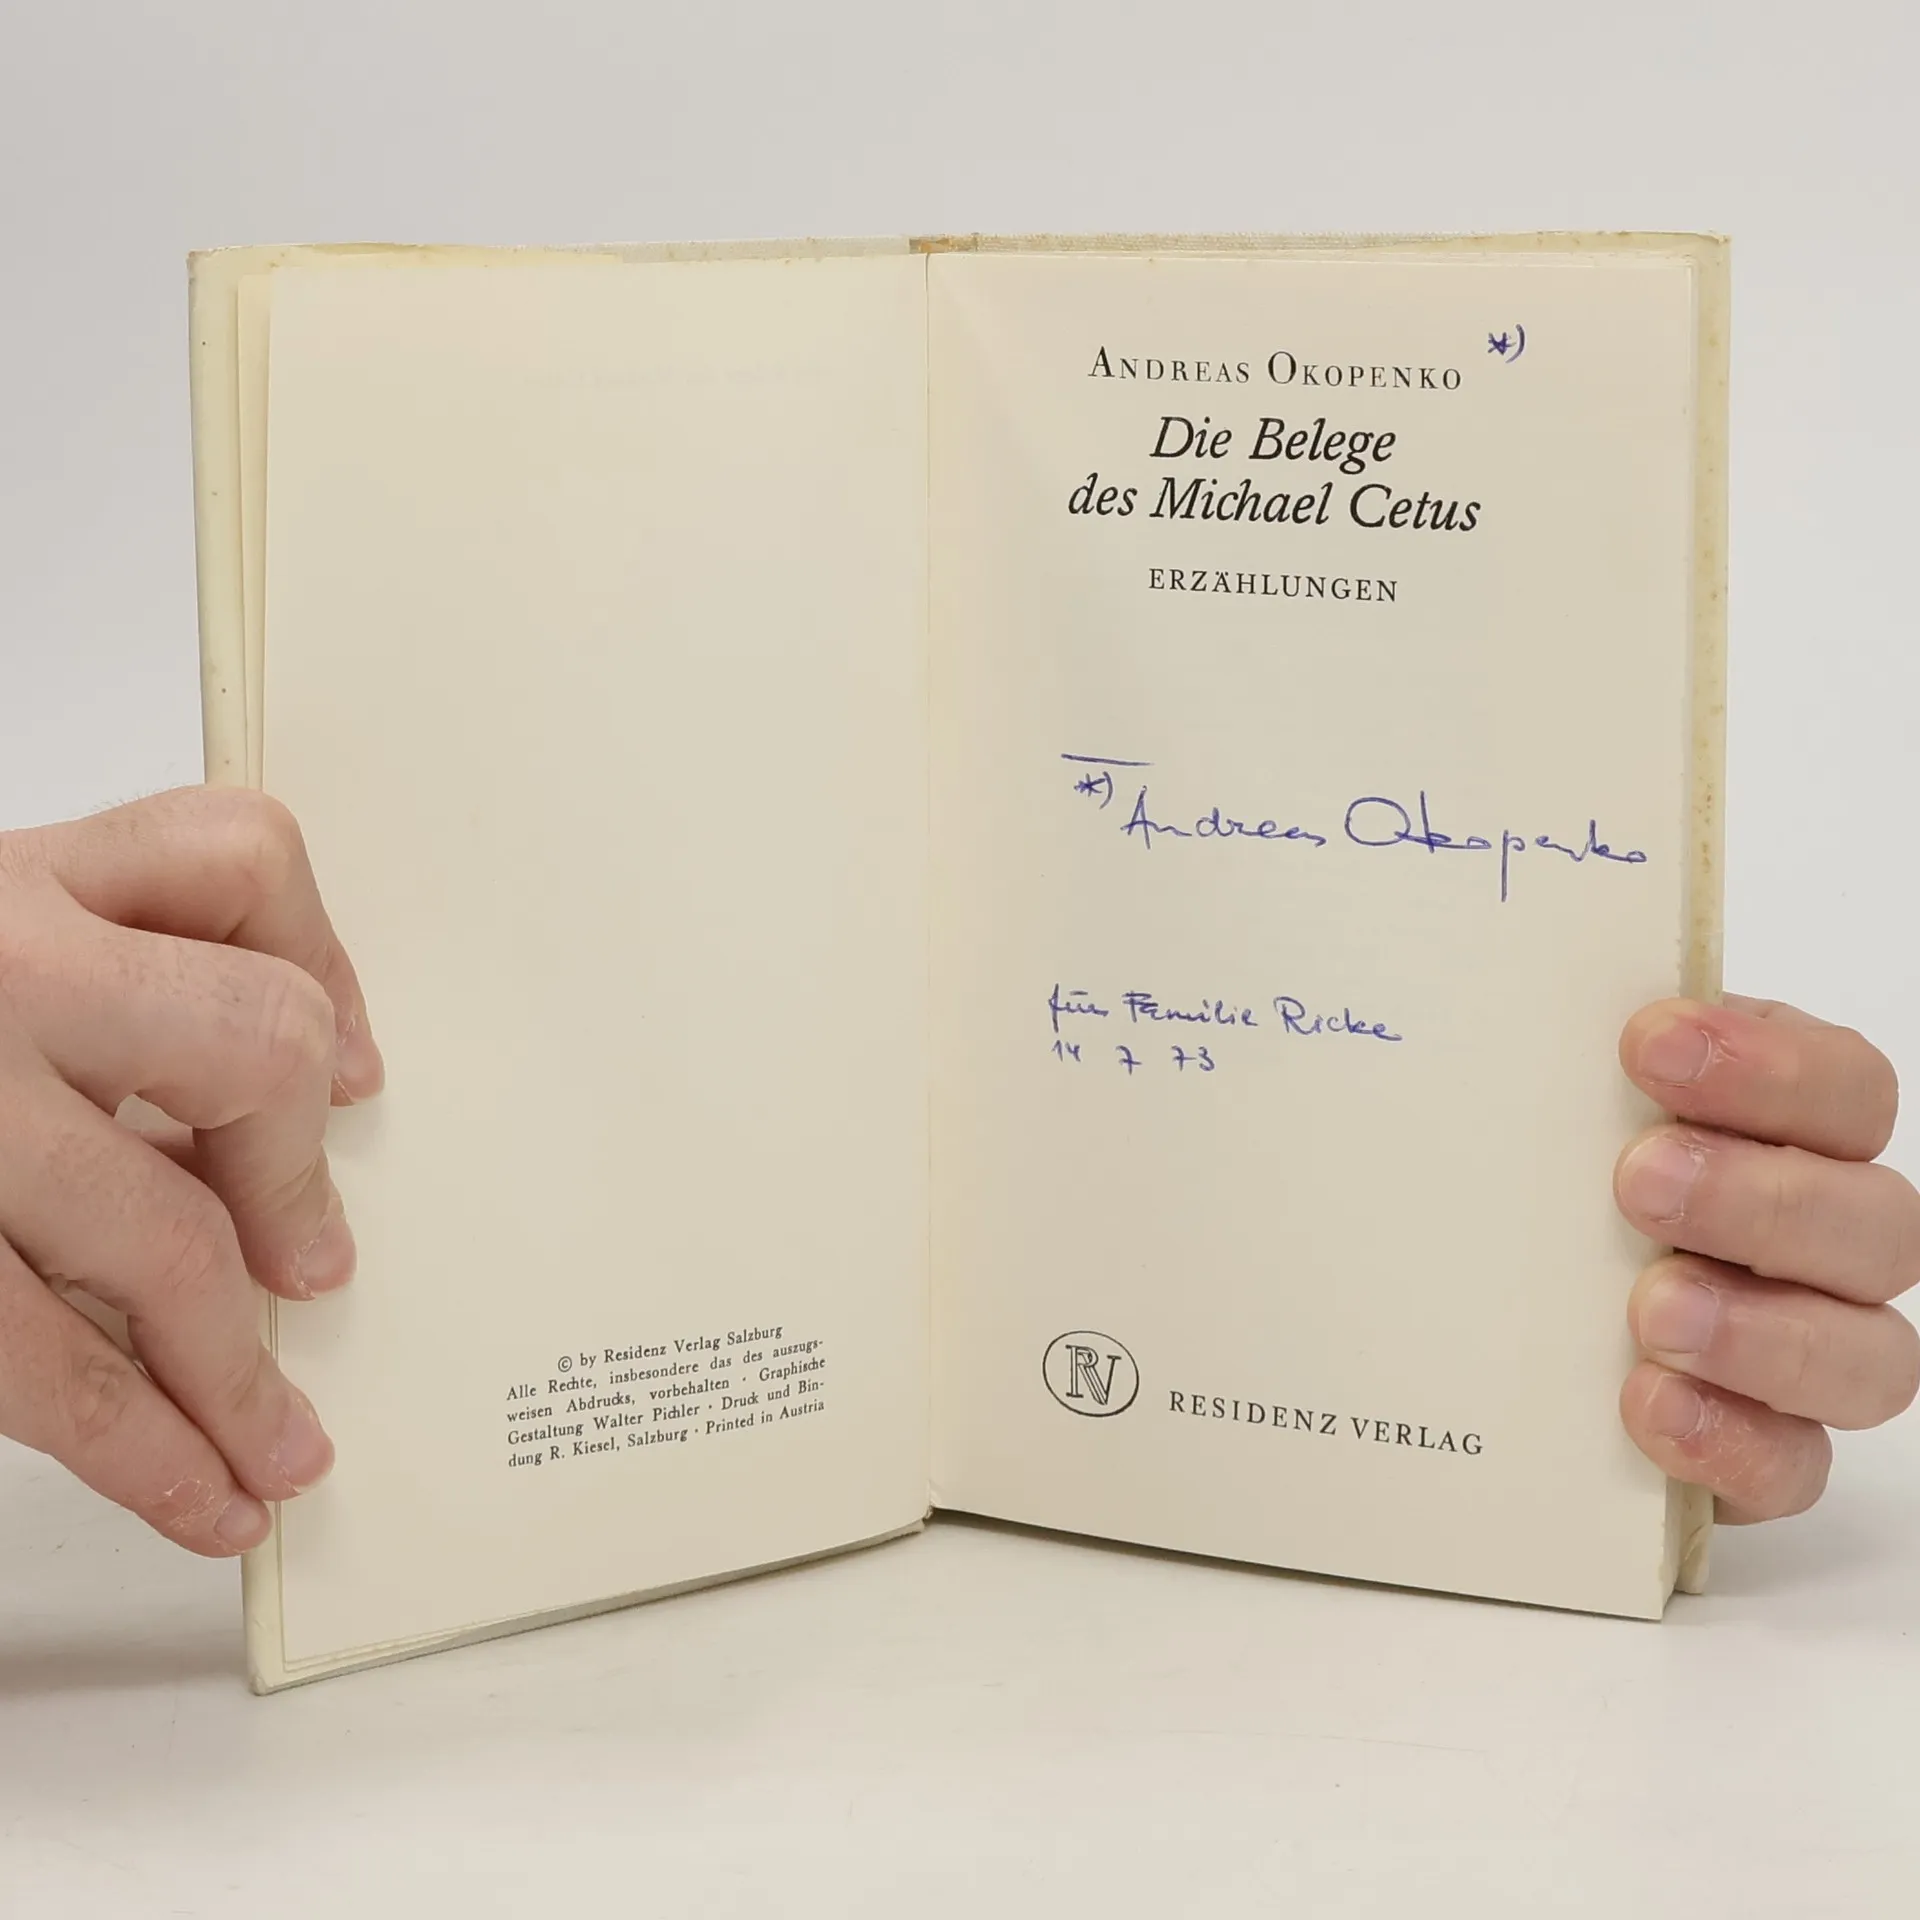 © by Residenz Verlag Salzburg
Alle Rechte, insbesondere das des auszugs-
weisen Abdrucks, vorbehalten · Graphische
Gestaltung Walter Pichler · Druck und Bin-
dung R. Kiesel, Salzburg · Printed in Austria
ANDREAS OKOPENKO *)
Die Belege
des Michael Cetus
ERZÄHLUNGEN
*) Andreas Okopenko
für Familie Ricke
14 7 73
RV RESIDENZ VERLAG